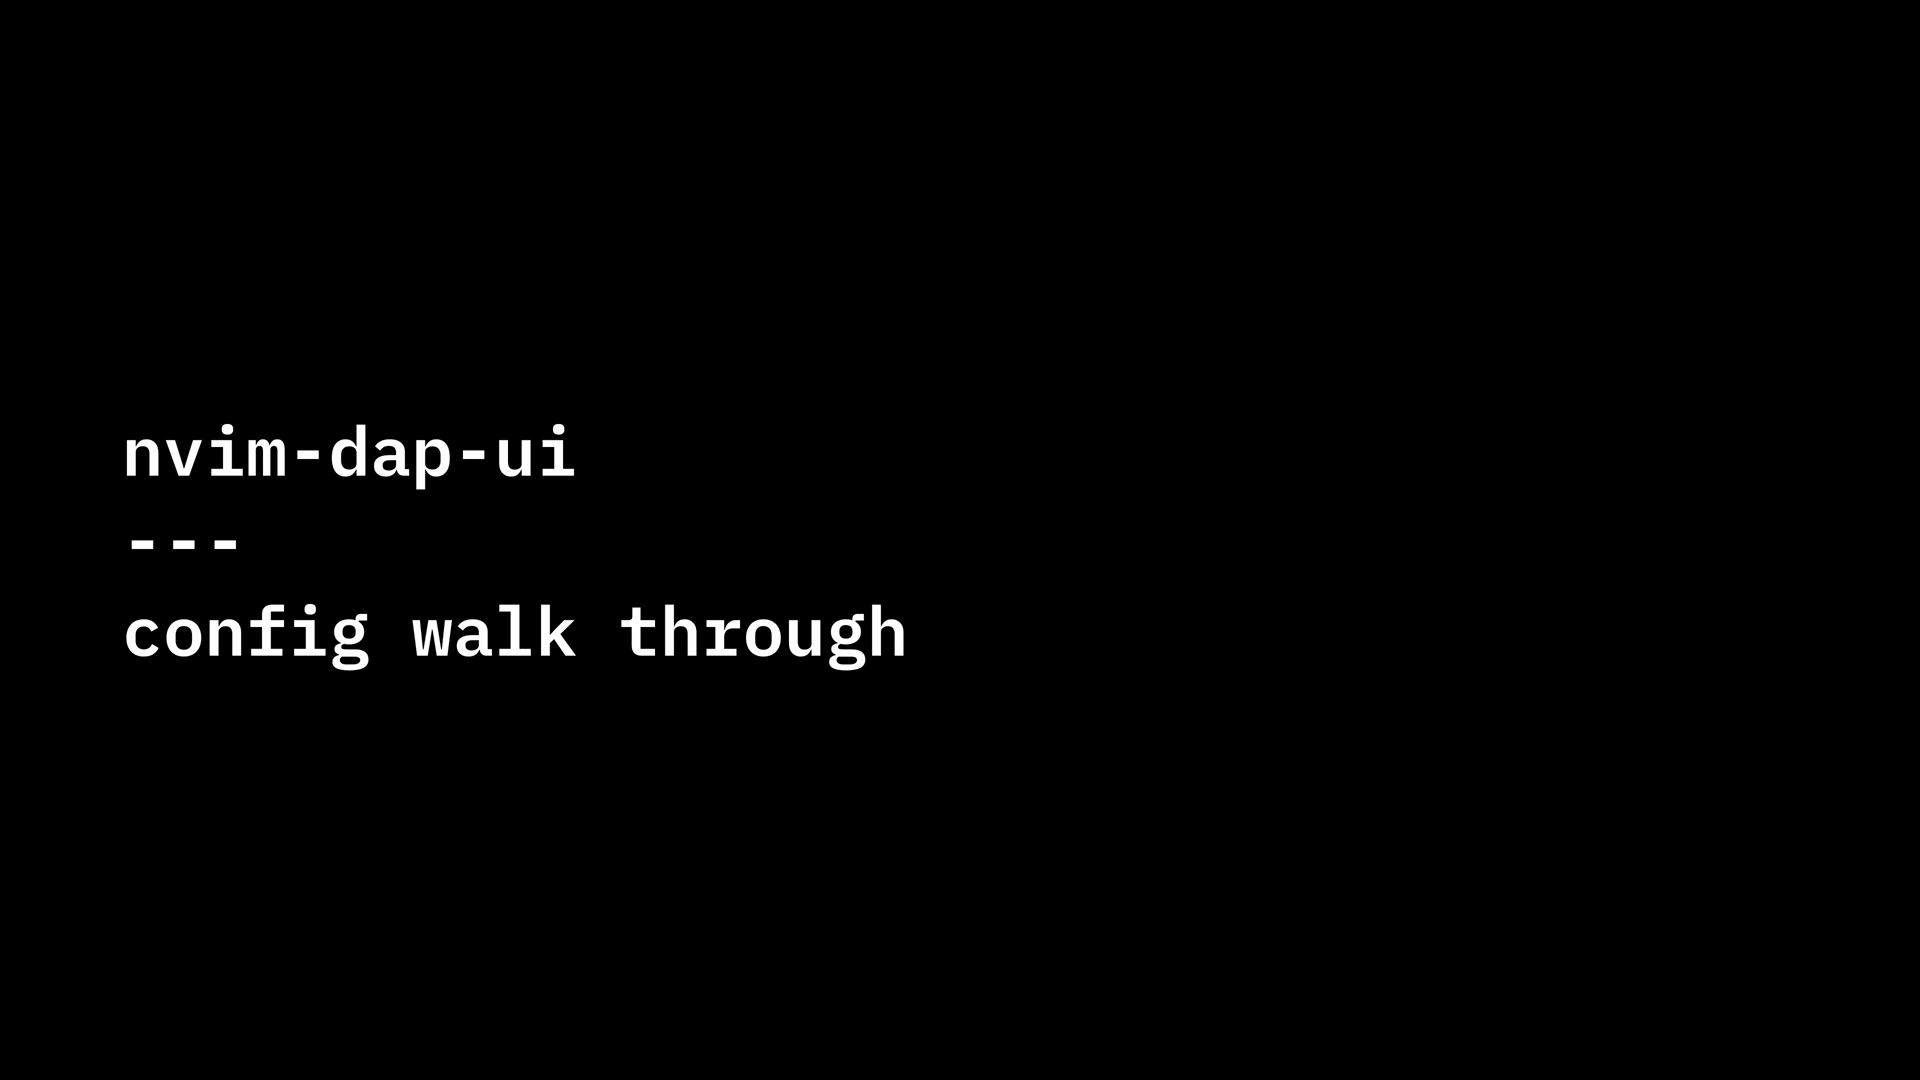 nvim-dap-ui
---
config walk through